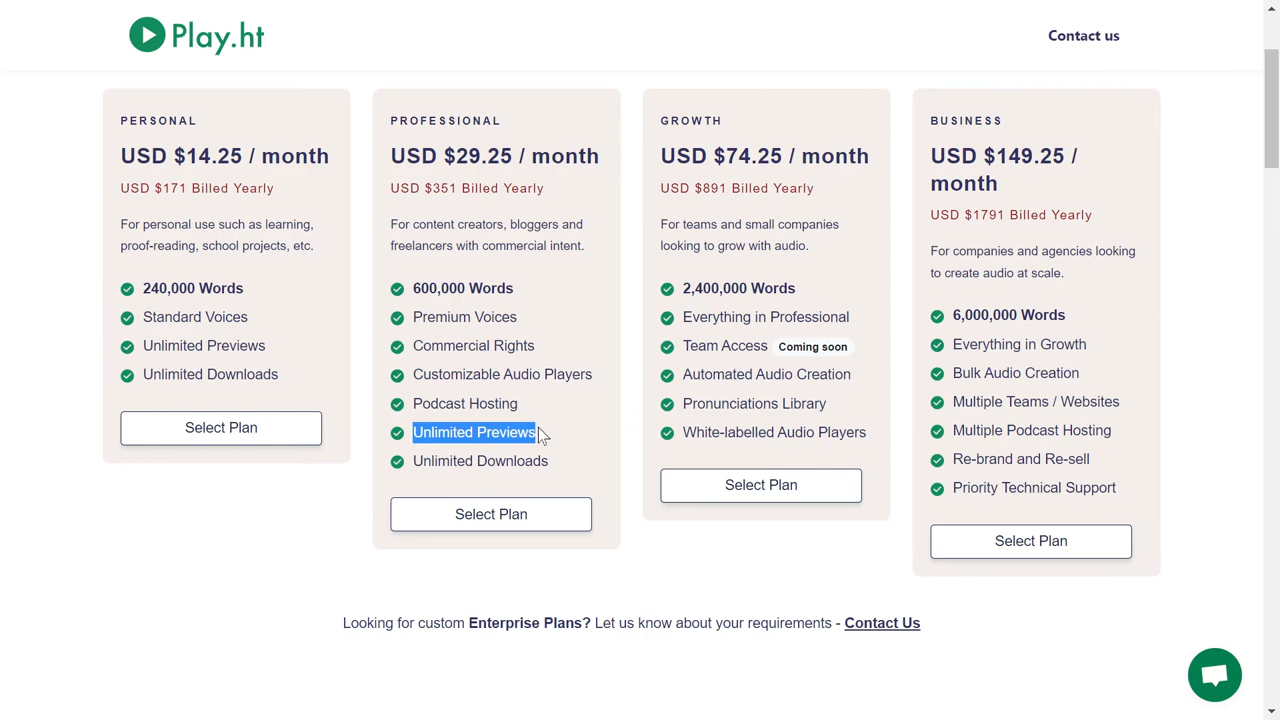 Play.ht
Contact us
PERSONAL
USD $14.25 / month
USD $171 Billed Yearly
For personal use such as learning,
proof-reading, school projects, etc.
240,000 Words
Standard Voices
Unlimited Previews
Unlimited Downloads
Select Plan
PROFESSIONAL
USD $29.25 / month
USD $351 Billed Yearly
For content creators, bloggers and
freelancers with commercial intent.
600,000 Words
Premium Voices
Commercial Rights
Customizable Audio Players
Podcast Hosting
Unlimited Previews
Unlimited Downloads
Select Plan
GROWTH
USD $74.25 / month
USD $891 Billed Yearly
For teams and small companies
looking to grow with audio.
2,400,000 Words
Everything in Professional
Team Access Coming soon
Automated Audio Creation
Pronunciations Library
White-labelled Audio Players
Select Plan
BUSINESS
USD $149.25 /
month
USD $1791 Billed Yearly
For companies and agencies looking
to create audio at scale.
6,000,000 Words
Everything in Growth
Bulk Audio Creation
Multiple Teams / Websites
Multiple Podcast Hosting
Re-brand and Re-sell
Priority Technical Support
Select Plan
Looking for custom Enterprise Plans? Let us know about your requirements - Contact Us